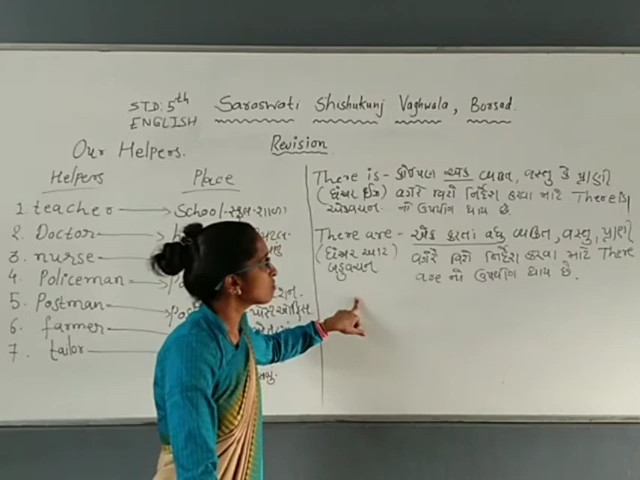 STD: 5th
ENGLISH
Saraswati Shishukunj Vaghwala, Borsad.
Revision
Our Helpers.
Helpers
Place
1. teacher → School - સ્કૂલ - શાળા
2. Doctor
3. nurse
4. Policeman
5. Postman
6. farmer
7. tailor
There is - કોઈપણ એક વ્યક્તિ, વસ્તુ કે પ્રાણી
(ધેઅર ઈઝ) વગેરે વિશે નિર્દેશ કરવા માટે There is
એકવચન નો ઉપયોગ થાય છે.
There are - એક કરતાં વધુ વ્યક્તિ, વસ્તુ, પ્રાણી
(ધેઅર આર) વગેરે વિશે નિર્દેશ કરવા માટે There
બહુવચન are નો ઉપયોગ થાય છે.